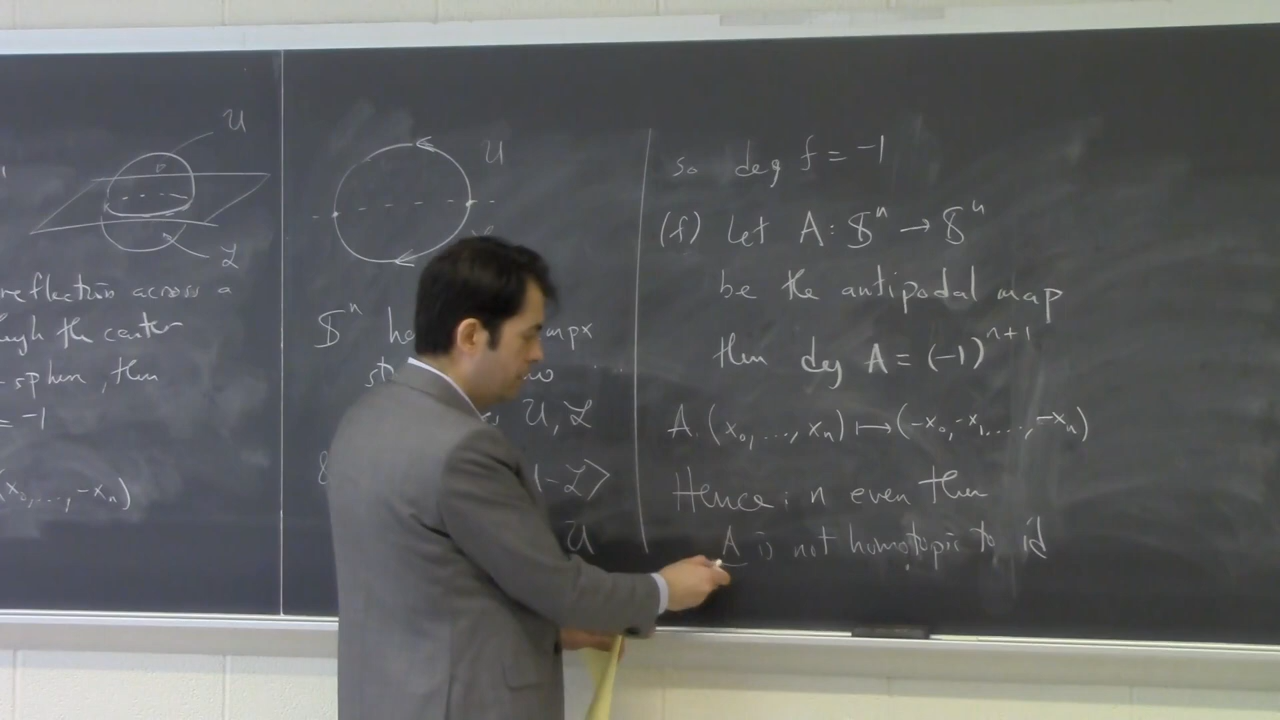 U
L
reflection across a
through the center
-sphere, then
= -1
(x₀, ..., -xₙ)
U
𝕊ⁿ
U, L
-L⟩
U
so deg f = -1
(f) Let A: 𝕊ⁿ → 𝕊ⁿ
be the antipodal map
then deg A = (-1)ⁿ⁺¹
A: (x₀, ..., xₙ) ↦ (-x₀, -x₁, ..., -xₙ)
Hence: n even then
A is not homotopic to id